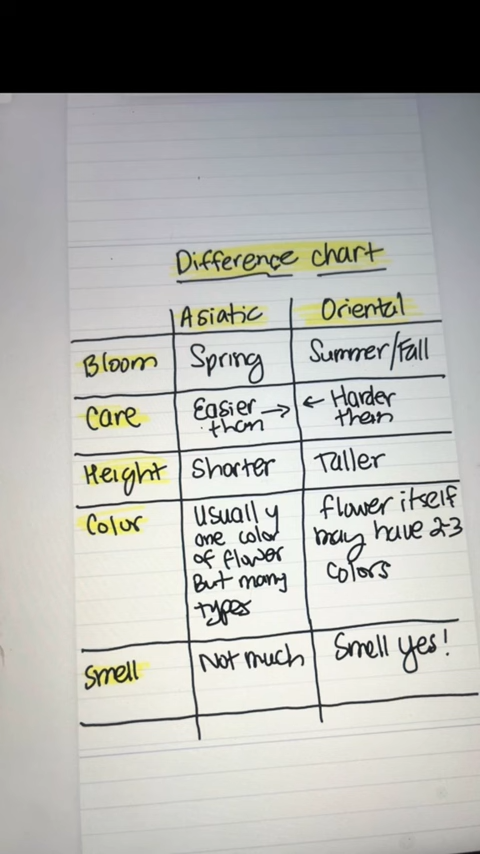 Difference chart
Asiatic Oriental
Bloom Spring Summer/Fall
Care Easier → than ← Harder then
Height Shorter Taller
Color Usually y one color of flower But many types flower itself may have 2-3 colors
Smell Not much Smell yes!